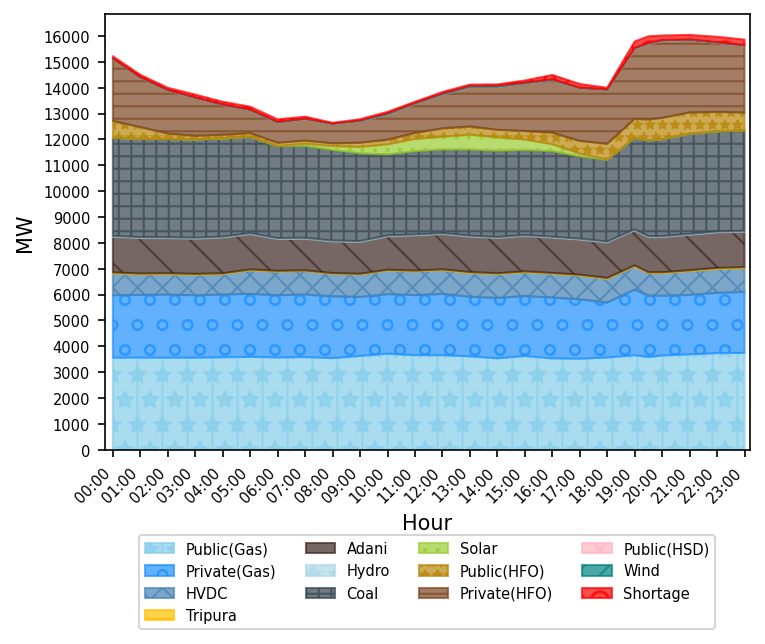 MW
16000
15000
14000
13000
12000
11000
10000
9000
8000
7000
6000
5000
4000
3000
2000
1000
0
00:00 01:00 02:00 03:00 04:00 05:00 06:00 07:00 08:00 09:00 10:00 11:00 12:00 13:00 14:00 15:00 16:00 17:00 18:00 19:00 20:00 21:00 22:00 23:00
Hour
Public(Gas) Adani Solar Public(HSD)
Private(Gas) Hydro Public(HFO) Wind
HVDC Coal Private(HFO) Shortage
Tripura